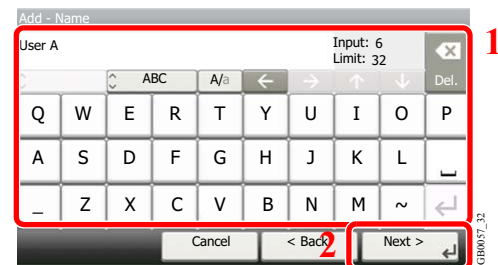 Add - Name
User A
Input: 6
Limit: 32
1
Del.
ABC A/a ← → ↑ ↓
Q W E R T Y U I O P
A S D F G H J K L
_ Z X C V B N M ~
Cancel < Back 2 Next >
GB0057_32